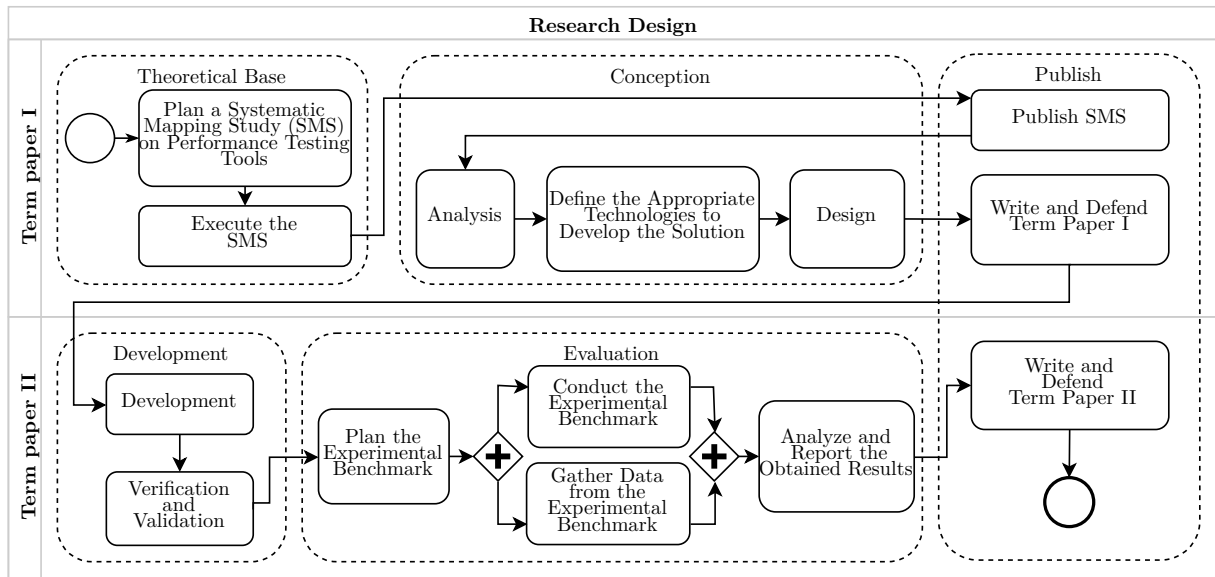 Research Design
Term paper I
Theoretical Base
Plan a Systematic
Mapping Study (SMS)
on Performance Testing
Tools
Execute the
SMS
Conception
Analysis
Define the Appropriate
Technologies to
Develop the Solution
Design
Publish
Publish SMS
Write and Defend
Term Paper I
Term paper II
Development
Development
Verification
and
Validation
Evaluation
Plan the
Experimental
Benchmark
Conduct the
Experimental
Benchmark
Gather Data
from the
Experimental
Benchmark
Analyze and
Report the
Obtained Results
Write and
Defend
Term Paper II